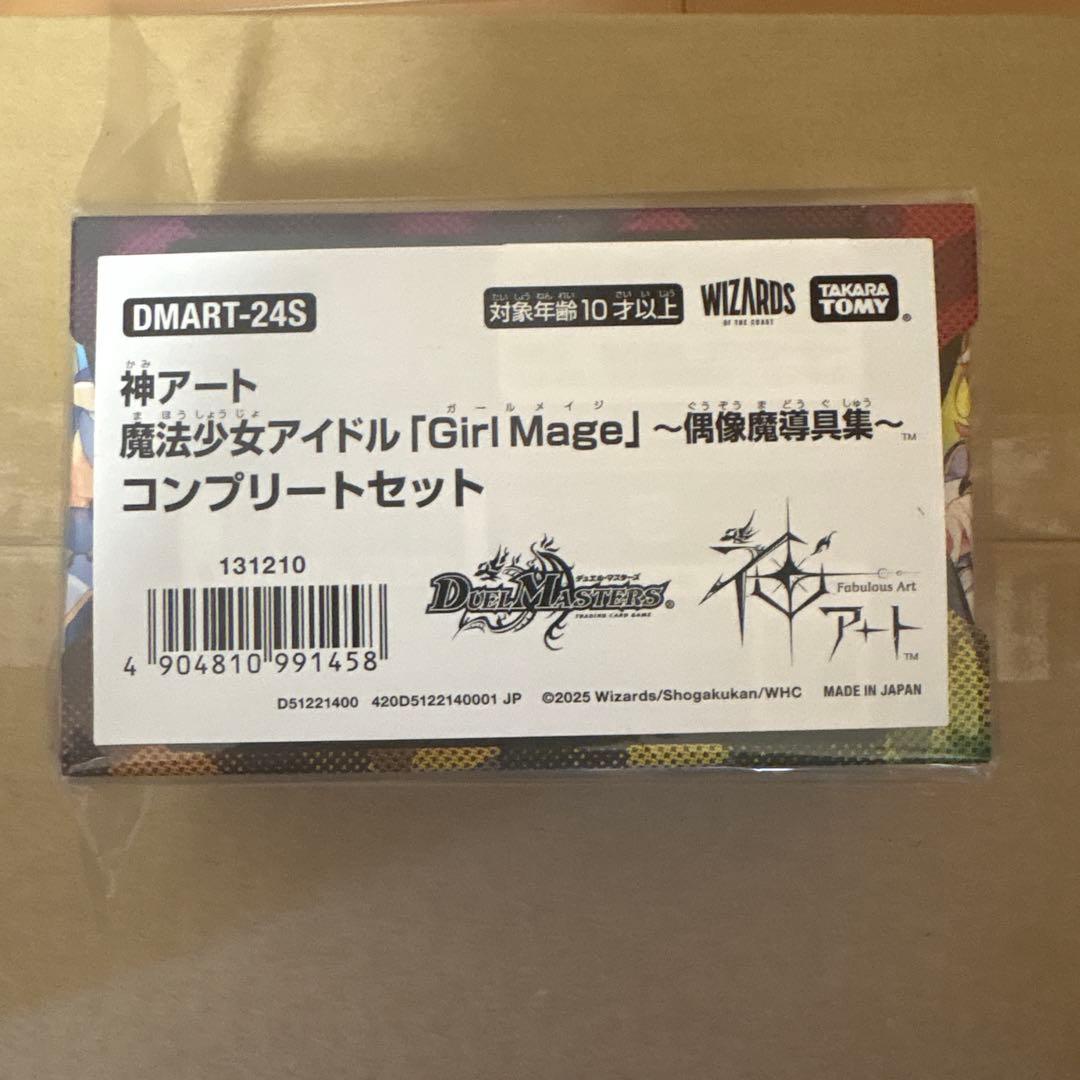 DMART-24S
たいしょうねんれい さいいじょう
対象年齢10才以上
WIZARDS
OF THE COAST
TAKARA
TOMY®
かみ
神アート
まほうしょうじょ ガールメイジ ぐうぞうまどうぐしゅう
魔法少女アイドル「Girl Mage」~偶像魔導具集~™
コンプリートセット
131210
4 904810 991458
デュエル・マスターズ
DUEL MASTERS®
TRADING CARD GAME
神
Fabulous Art
アート™
D51221400 420D5122140001 JP ©2025 Wizards/Shogakukan/WHC MADE IN JAPAN